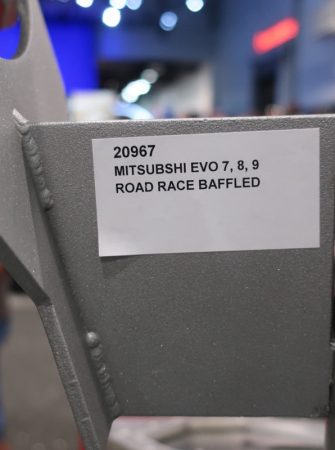 20967
MITSUBSHI EVO 7, 8, 9
ROAD RACE BAFFLED